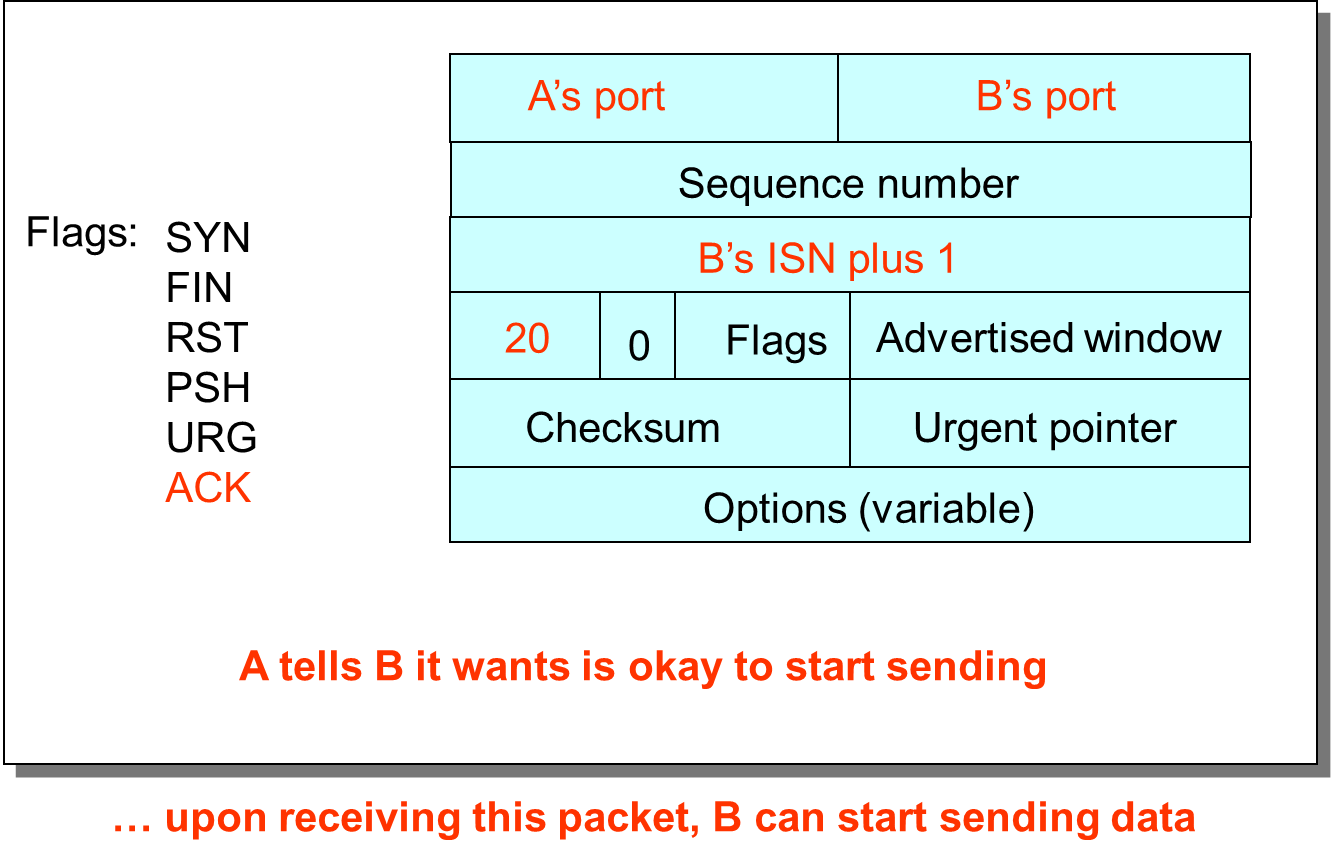 A’s port B’s port
Sequence number
B’s ISN plus 1
20 0 Flags Advertised window
Checksum Urgent pointer
Options (variable)
Flags: SYN
FIN
RST
PSH
URG
ACK
A tells B it wants is okay to start sending
… upon receiving this packet, B can start sending data